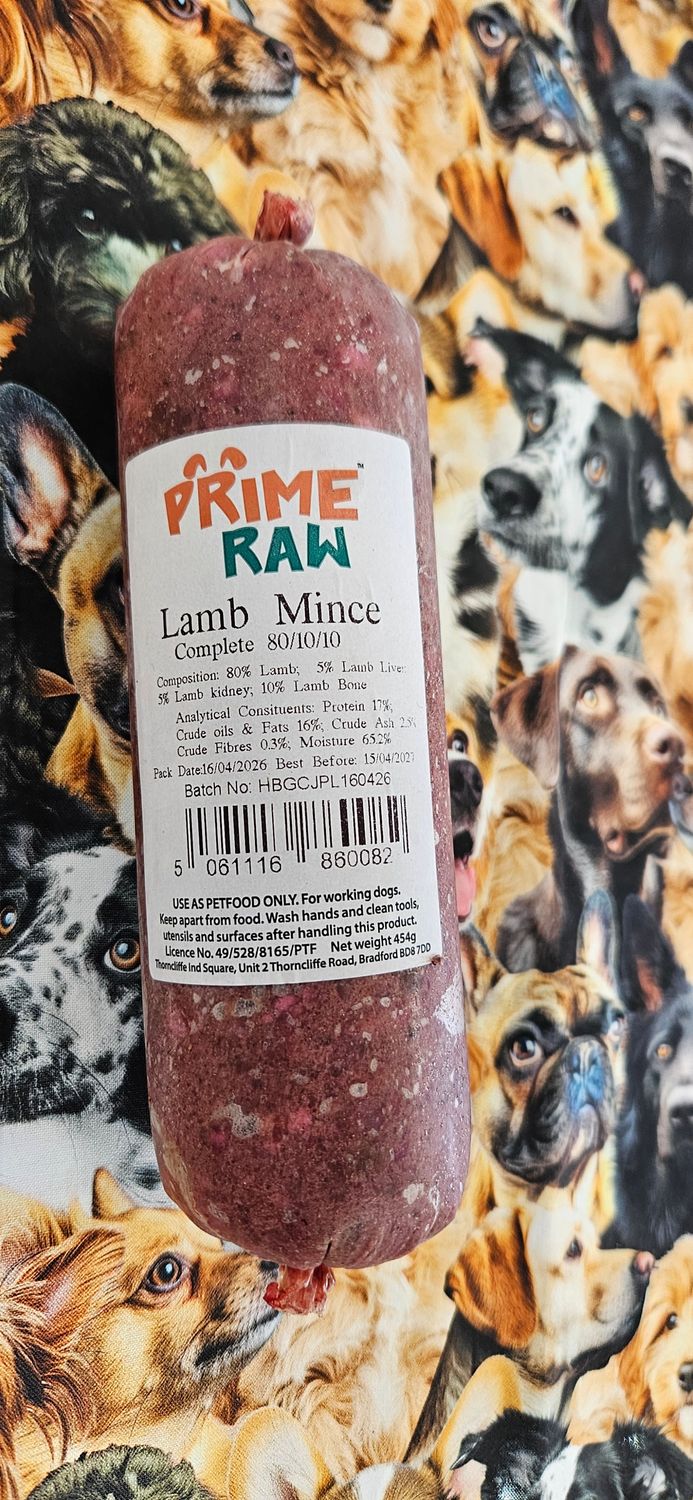 PRIME™
RAW
Lamb Mince
Complete 80/10/10
Composition: 80% Lamb; 5% Lamb Live
5% Lamb kidney; 10% Lamb Bone
Analytical Consituents: Protein 17%;
Crude oils & Fats 16%; Crude Ash 2.5%
Crude Fibres 0.3%; Moisture 65.2%
Pack Date:16/04/2026 Best Before: 15/04/2027
Batch No: HBGCJPL160426
5 061116 860082
USE AS PETFOOD ONLY. For working dogs.
Keep apart from food. Wash hands and clean tools,
utensils and surfaces after handling this product.
Licence No. 49/528/8165/PTF Net weight 454g
Thorncliffe Ind Square, Unit 2 Thorncliffe Road, Bradford BD8 7DD